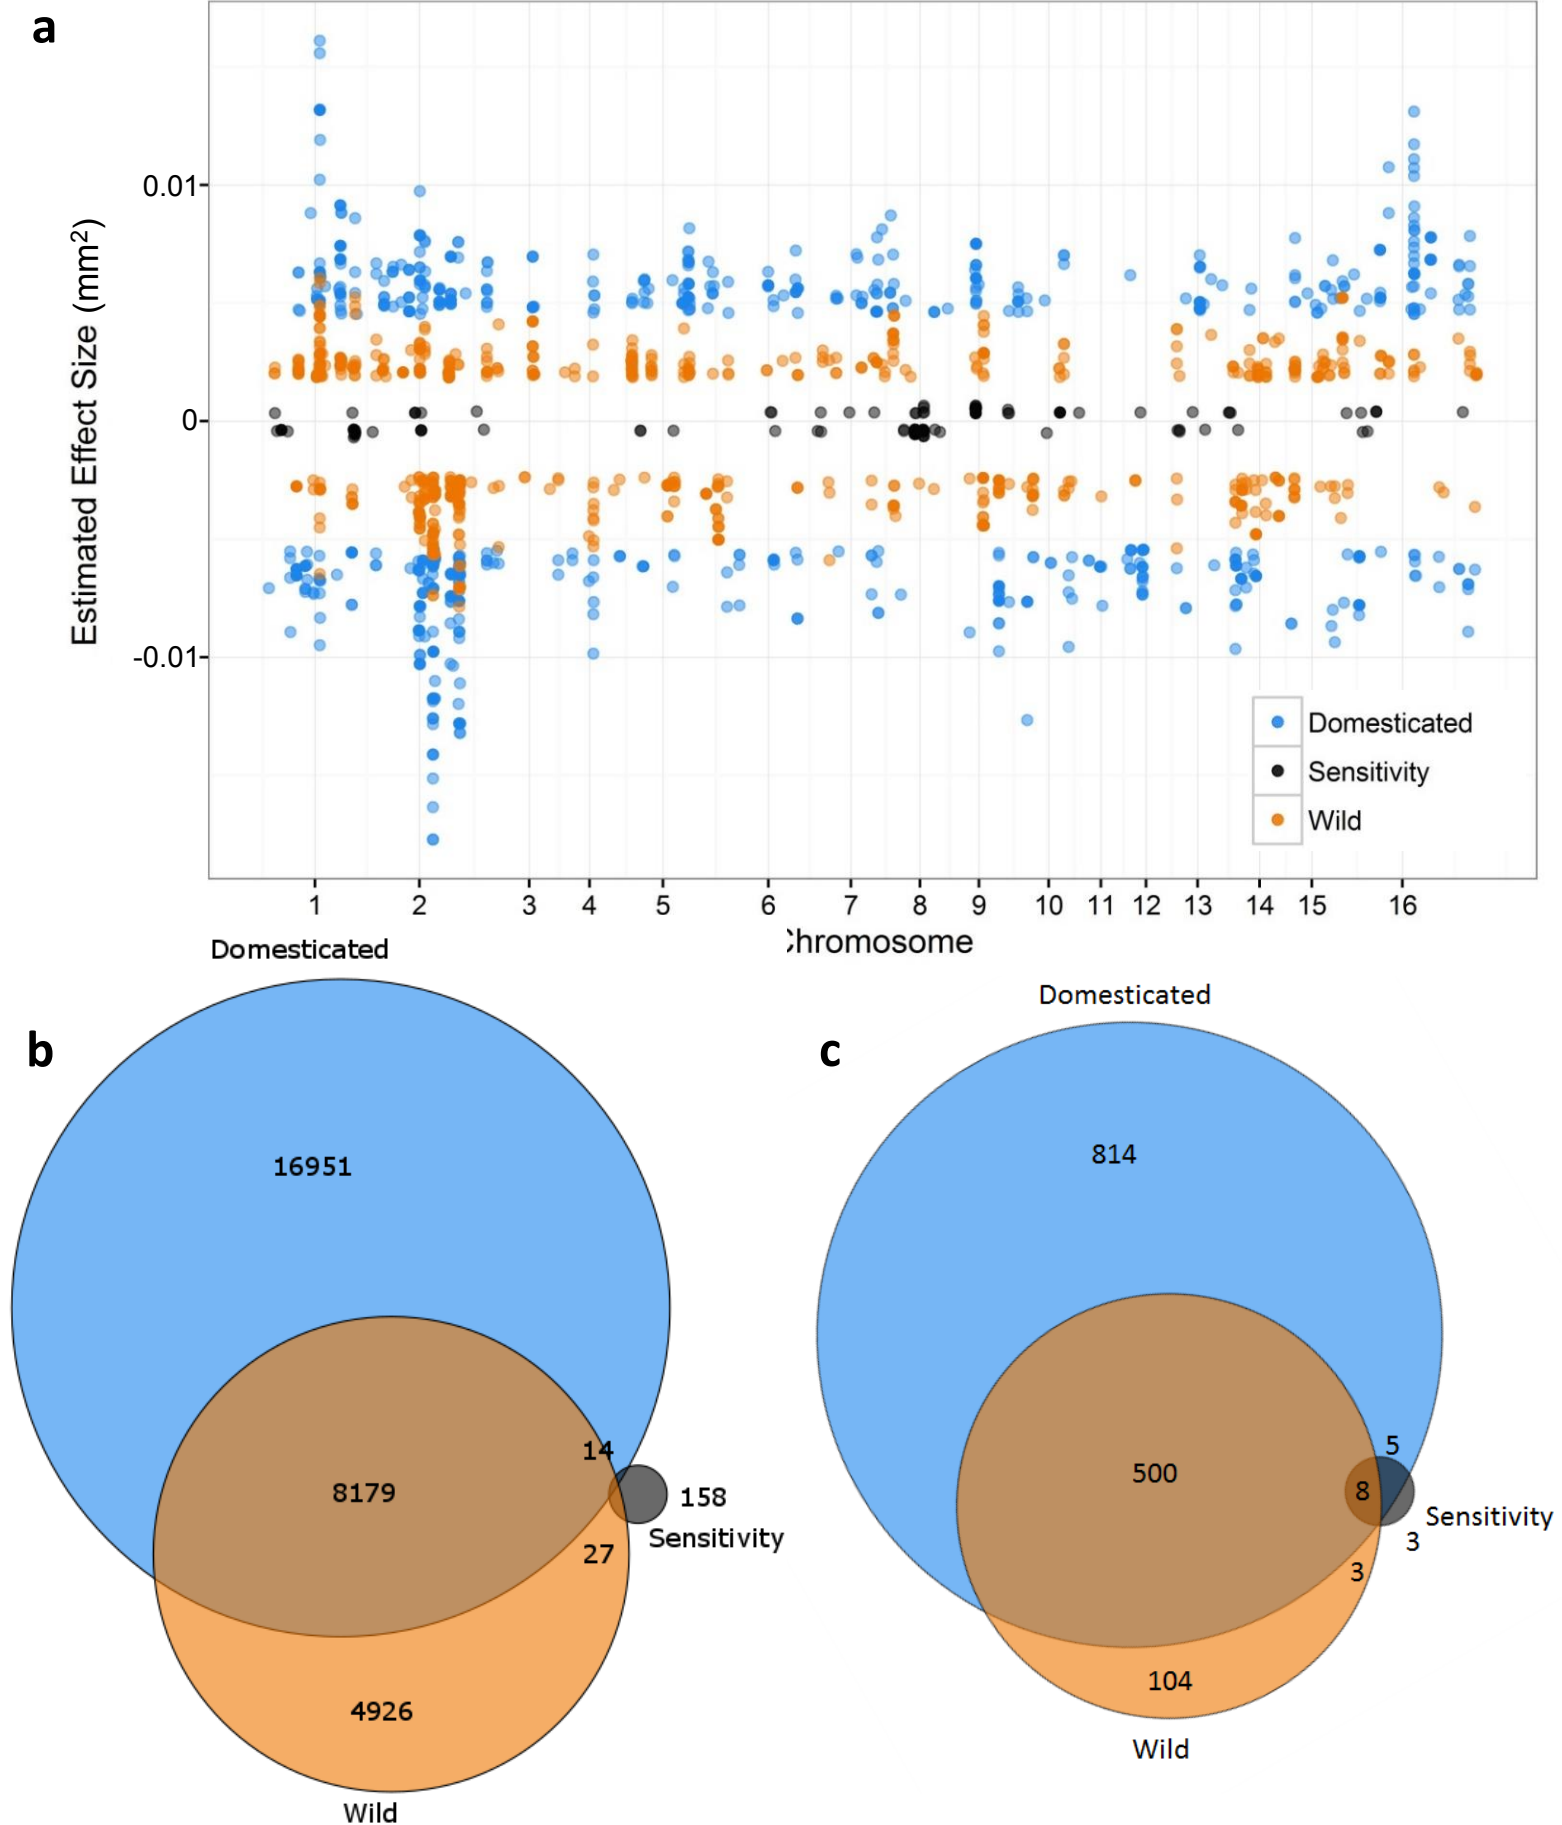 a
Estimated Effect Size (mm²)
0.01
0
-0.01
Domesticated
Sensitivity
Wild
1 2 3 4 5 6 7 8 9 10 11 12 13 14 15 16
hromosome
Domesticated
b
16951
14
8179
158
Sensitivity
27
4926
Wild
Domesticated
c
814
5
500
8
Sensitivity
3
3
104
Wild